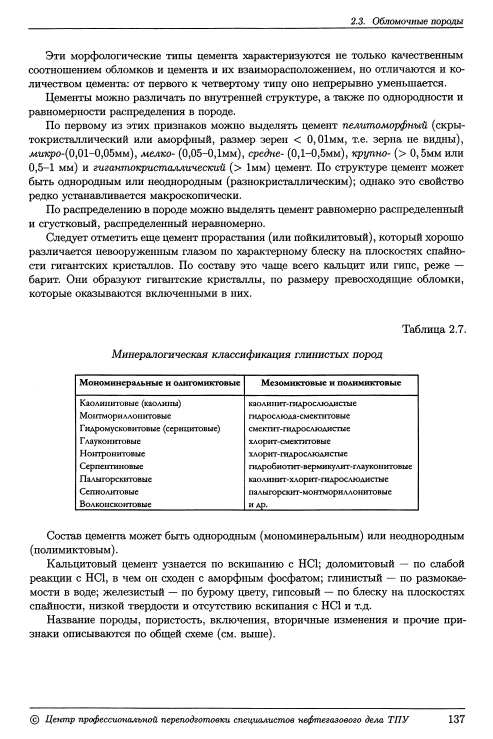 2.3. Обломочные породы
Эти морфологические типы цемента характеризуются не только качественным
соотношением обломков и цемента и их взаиморасположением, но отличаются и ко-
личеством цемента: от первого к четвертому типу оно непрерывно уменьшается.
Цементы можно различать по внутренней структуре, а также по однородности и
равномерности распределения в породе.
По первому из этих признаков можно выделять цемент пелитоморфный (скры-
токристаллический или аморфный, размер зерен < 0,01мм, т.е. зерна не видны),
микро-(0,01–0,05мм), мелко- (0,05–0,1мм), средне- (0,1–0,5мм), крупно- (> 0,5мм или
0,5–1 мм) и гигантокристаллический (> 1мм) цемент. По структуре цемент может
быть однородным или неоднородным (разнокристаллическим); однако это свойство
редко устанавливается макроскопически.
По распределению в породе можно выделять цемент равномерно распределенный
и сгустковый, распределенный неравномерно.
Следует отметить еще цемент прорастания (или пойкилитовый), который хорошо
различается невооруженным глазом по характерному блеску на плоскостях спайно-
сти гигантских кристаллов. По составу это чаще всего кальцит или гипс, реже —
барит. Они образуют гигантские кристаллы, по размеру превосходящие обломки,
которые оказываются включенными в них.
Таблица 2.7.
Минералогическая классификация глинистых пород
Мономинеральные и олигомиктовые Мезомиктовые и полимиктовые
Каолинитовые (каолины) каолинит-гидрослюдистые
Монтмориллонитовые гидрослюда-смектитовые
Гидромусковитовые (серицитовые) смектит-гидрослюдистые
Глауконитовые хлорит-смектитовые
Нонтронитовые хлорит-гидрослюдистые
Серпентиновые гидробиотит-вермикулит-глауконитовые
Палыгорскитовые каолинит-хлорит-гидрослюдистые
Сепиолитовые палыгорскит-монтмориллонитовые
Волконскоитовые и др.
Состав цемента может быть однородным (мономинеральным) или неоднородным
(полимиктовым).
Кальцитовый цемент узнается по вскипанию с HCl; доломитовый — по слабой
реакции с HCl, в чем он сходен с аморфным фосфатом; глинистый — по размокае-
мости в воде; железистый — по бурому цвету, гипсовый — по блеску на плоскостях
спайности, низкой твердости и отсутствию вскипания с HCl и т.д.
Название породы, пористость, включения, вторичные изменения и прочие при-
знаки описываются по общей схеме (см. выше).
© Центр профессиональной переподготовки специалистов нефтегазового дела ТПУ 137